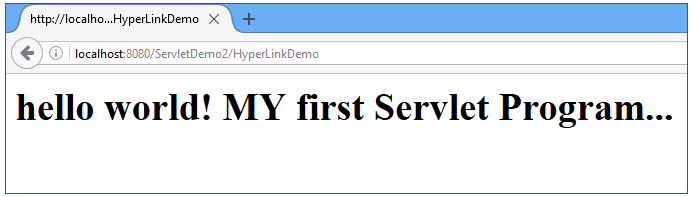 http://localho...HyperLinkDemo
localhost:8080/ServletDemo2/HyperLinkDemo
hello world! MY first Servlet Program...